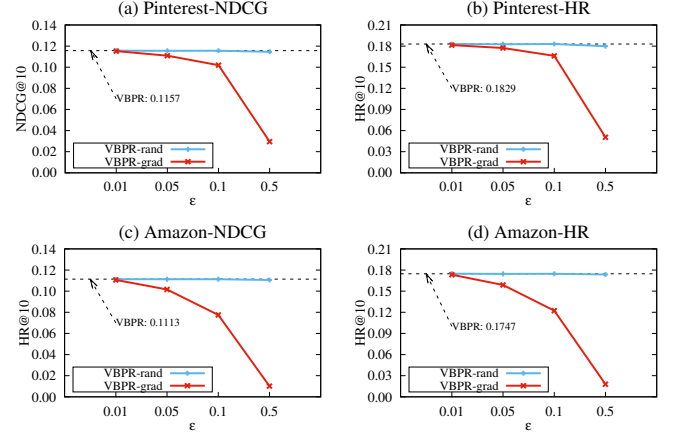 (a) Pinterest-NDCG
NDCG@10
0.14
0.12
0.10
0.08
0.06
0.04
0.02
0.00
VBPR: 0.1157
VBPR-rand
VBPR-grad
0.01 0.05 0.1 0.5
ε
(b) Pinterest-HR
HR@10
0.21
0.18
0.15
0.12
0.09
0.06
0.03
0.00
VBPR: 0.1829
VBPR-rand
VBPR-grad
0.01 0.05 0.1 0.5
ε
(c) Amazon-NDCG
HR@10
0.14
0.12
0.10
0.08
0.06
0.04
0.02
0.00
VBPR: 0.1113
VBPR-rand
VBPR-grad
0.01 0.05 0.1 0.5
ε
(d) Amazon-HR
HR@10
0.21
0.18
0.15
0.12
0.09
0.06
0.03
0.00
VBPR: 0.1747
VBPR-rand
VBPR-grad
0.01 0.05 0.1 0.5
ε